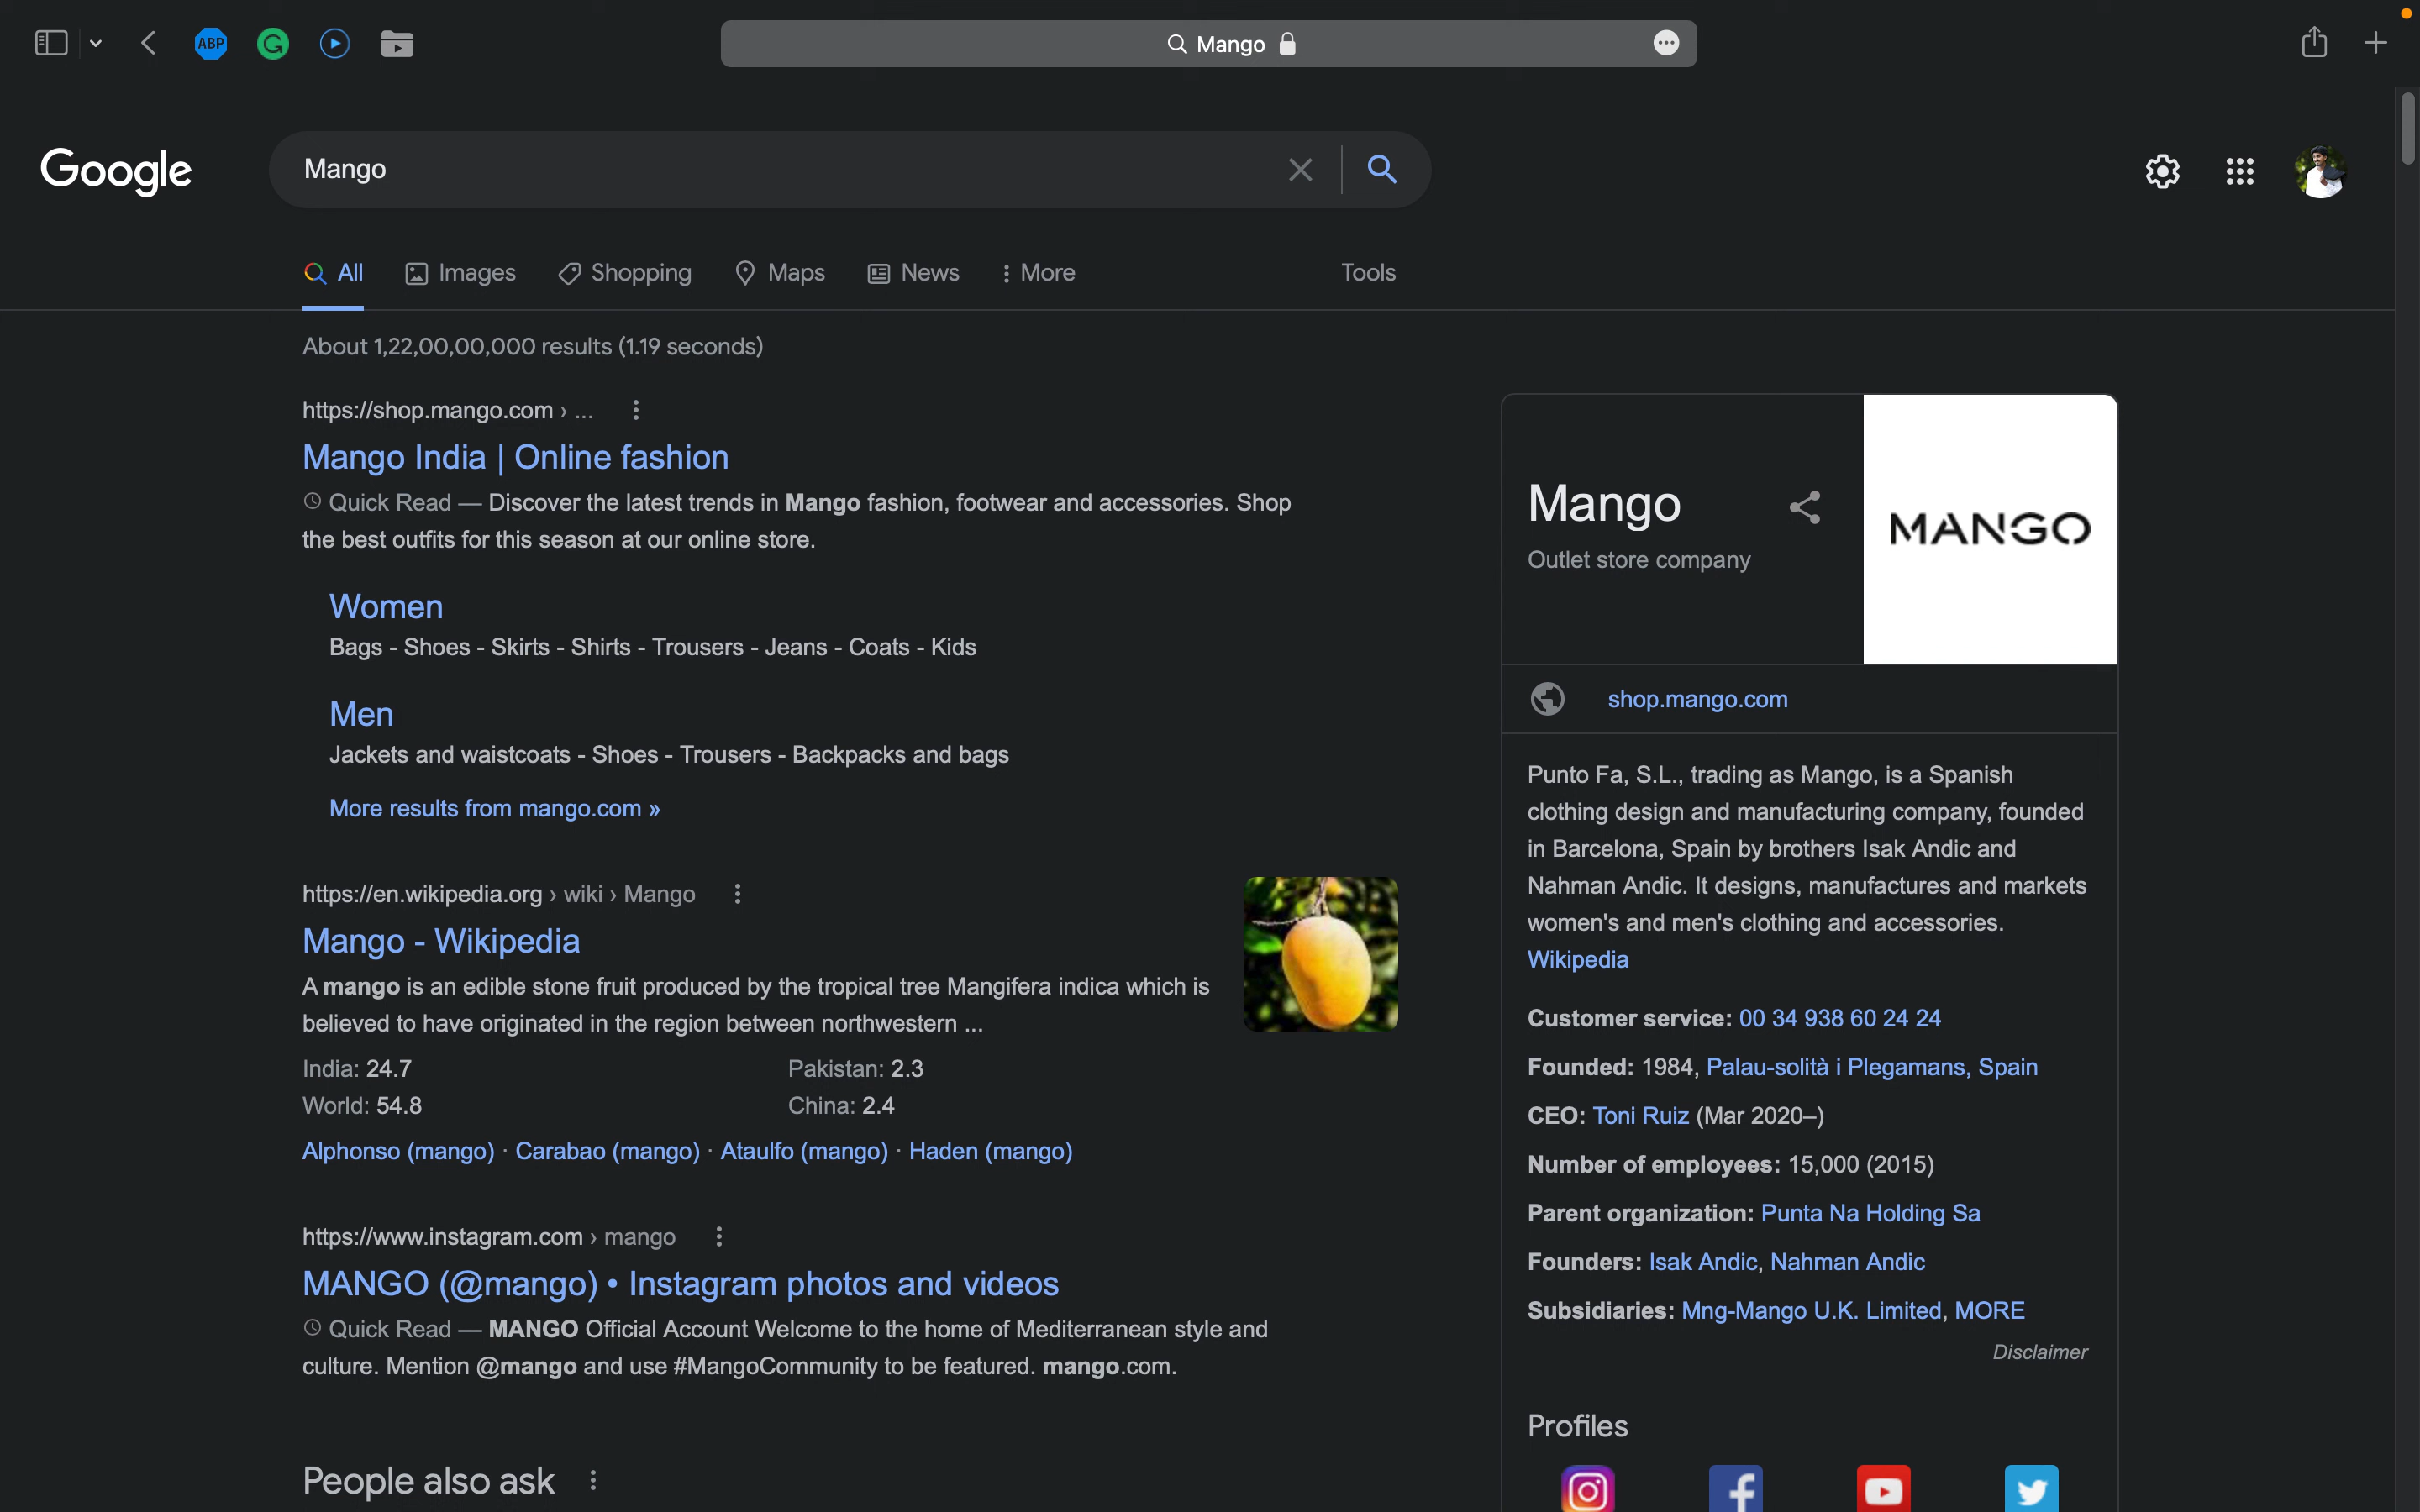 ABP
Mango
Google
Mango
All
Images
Shopping
Maps
News
More
Tools
About 1,22,00,00,000 results (1.19 seconds)
https://shop.mango.com › ...
Mango India | Online fashion
Quick Read — Discover the latest trends in Mango fashion, footwear and accessories. Shop
the best outfits for this season at our online store.
Women
Bags - Shoes - Skirts - Shirts - Trousers - Jeans - Coats - Kids
Men
Jackets and waistcoats - Shoes - Trousers - Backpacks and bags
More results from mango.com »
https://en.wikipedia.org › wiki › Mango
Mango - Wikipedia
A mango is an edible stone fruit produced by the tropical tree Mangifera indica which is
believed to have originated in the region between northwestern ...
India: 24.7
Pakistan: 2.3
World: 54.8
China: 2.4
Alphonso (mango) · Carabao (mango) · Ataulfo (mango) · Haden (mango)
https://www.instagram.com › mango
MANGO (@mango) • Instagram photos and videos
Quick Read — MANGO Official Account Welcome to the home of Mediterranean style and
culture. Mention @mango and use #MangoCommunity to be featured. mango.com.
People also ask
Mango
Outlet store company
MANGO
shop.mango.com
Punto Fa, S.L., trading as Mango, is a Spanish
clothing design and manufacturing company, founded
in Barcelona, Spain by brothers Isak Andic and
Nahman Andic. It designs, manufactures and markets
women's and men's clothing and accessories.
Wikipedia
Customer service: 00 34 938 60 24 24
Founded: 1984, Palau-solità i Plegamans, Spain
CEO: Toni Ruiz (Mar 2020–)
Number of employees: 15,000 (2015)
Parent organization: Punta Na Holding Sa
Founders: Isak Andic, Nahman Andic
Subsidiaries: Mng-Mango U.K. Limited, MORE
Disclaimer
Profiles